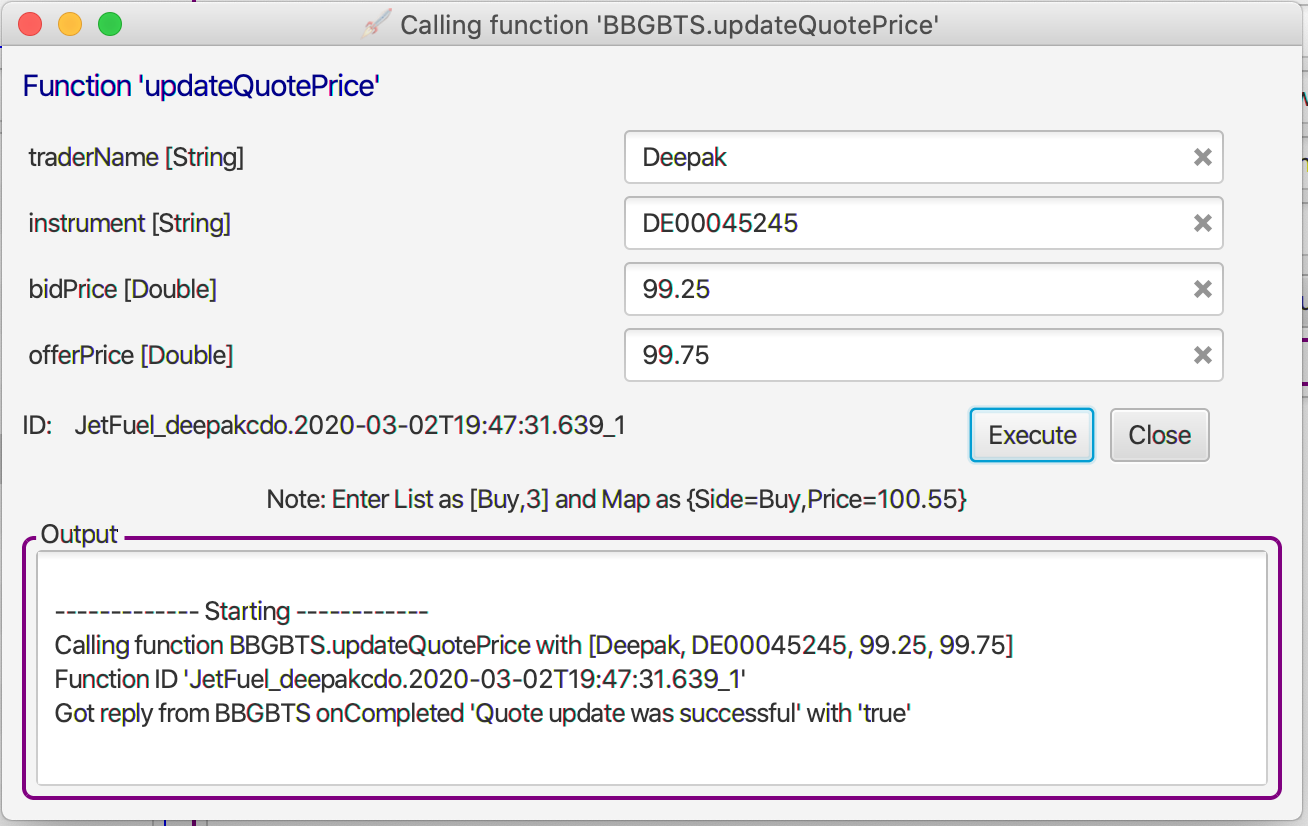 Calling function 'BBGBTS.updateQuotePrice'
Function 'updateQuotePrice'
traderName [String] Deepak
instrument [String] DE00045245
bidPrice [Double] 99.25
offerPrice [Double] 99.75
ID: JetFuel_deepakcdo.2020-03-02T19:47:31.639_1 Execute Close
Note: Enter List as [Buy,3] and Map as {Side=Buy,Price=100.55}
Output
------------- Starting ------------
Calling function BBGBTS.updateQuotePrice with [Deepak, DE00045245, 99.25, 99.75]
Function ID 'JetFuel_deepakcdo.2020-03-02T19:47:31.639_1'
Got reply from BBGBTS onCompleted 'Quote update was successful' with 'true'